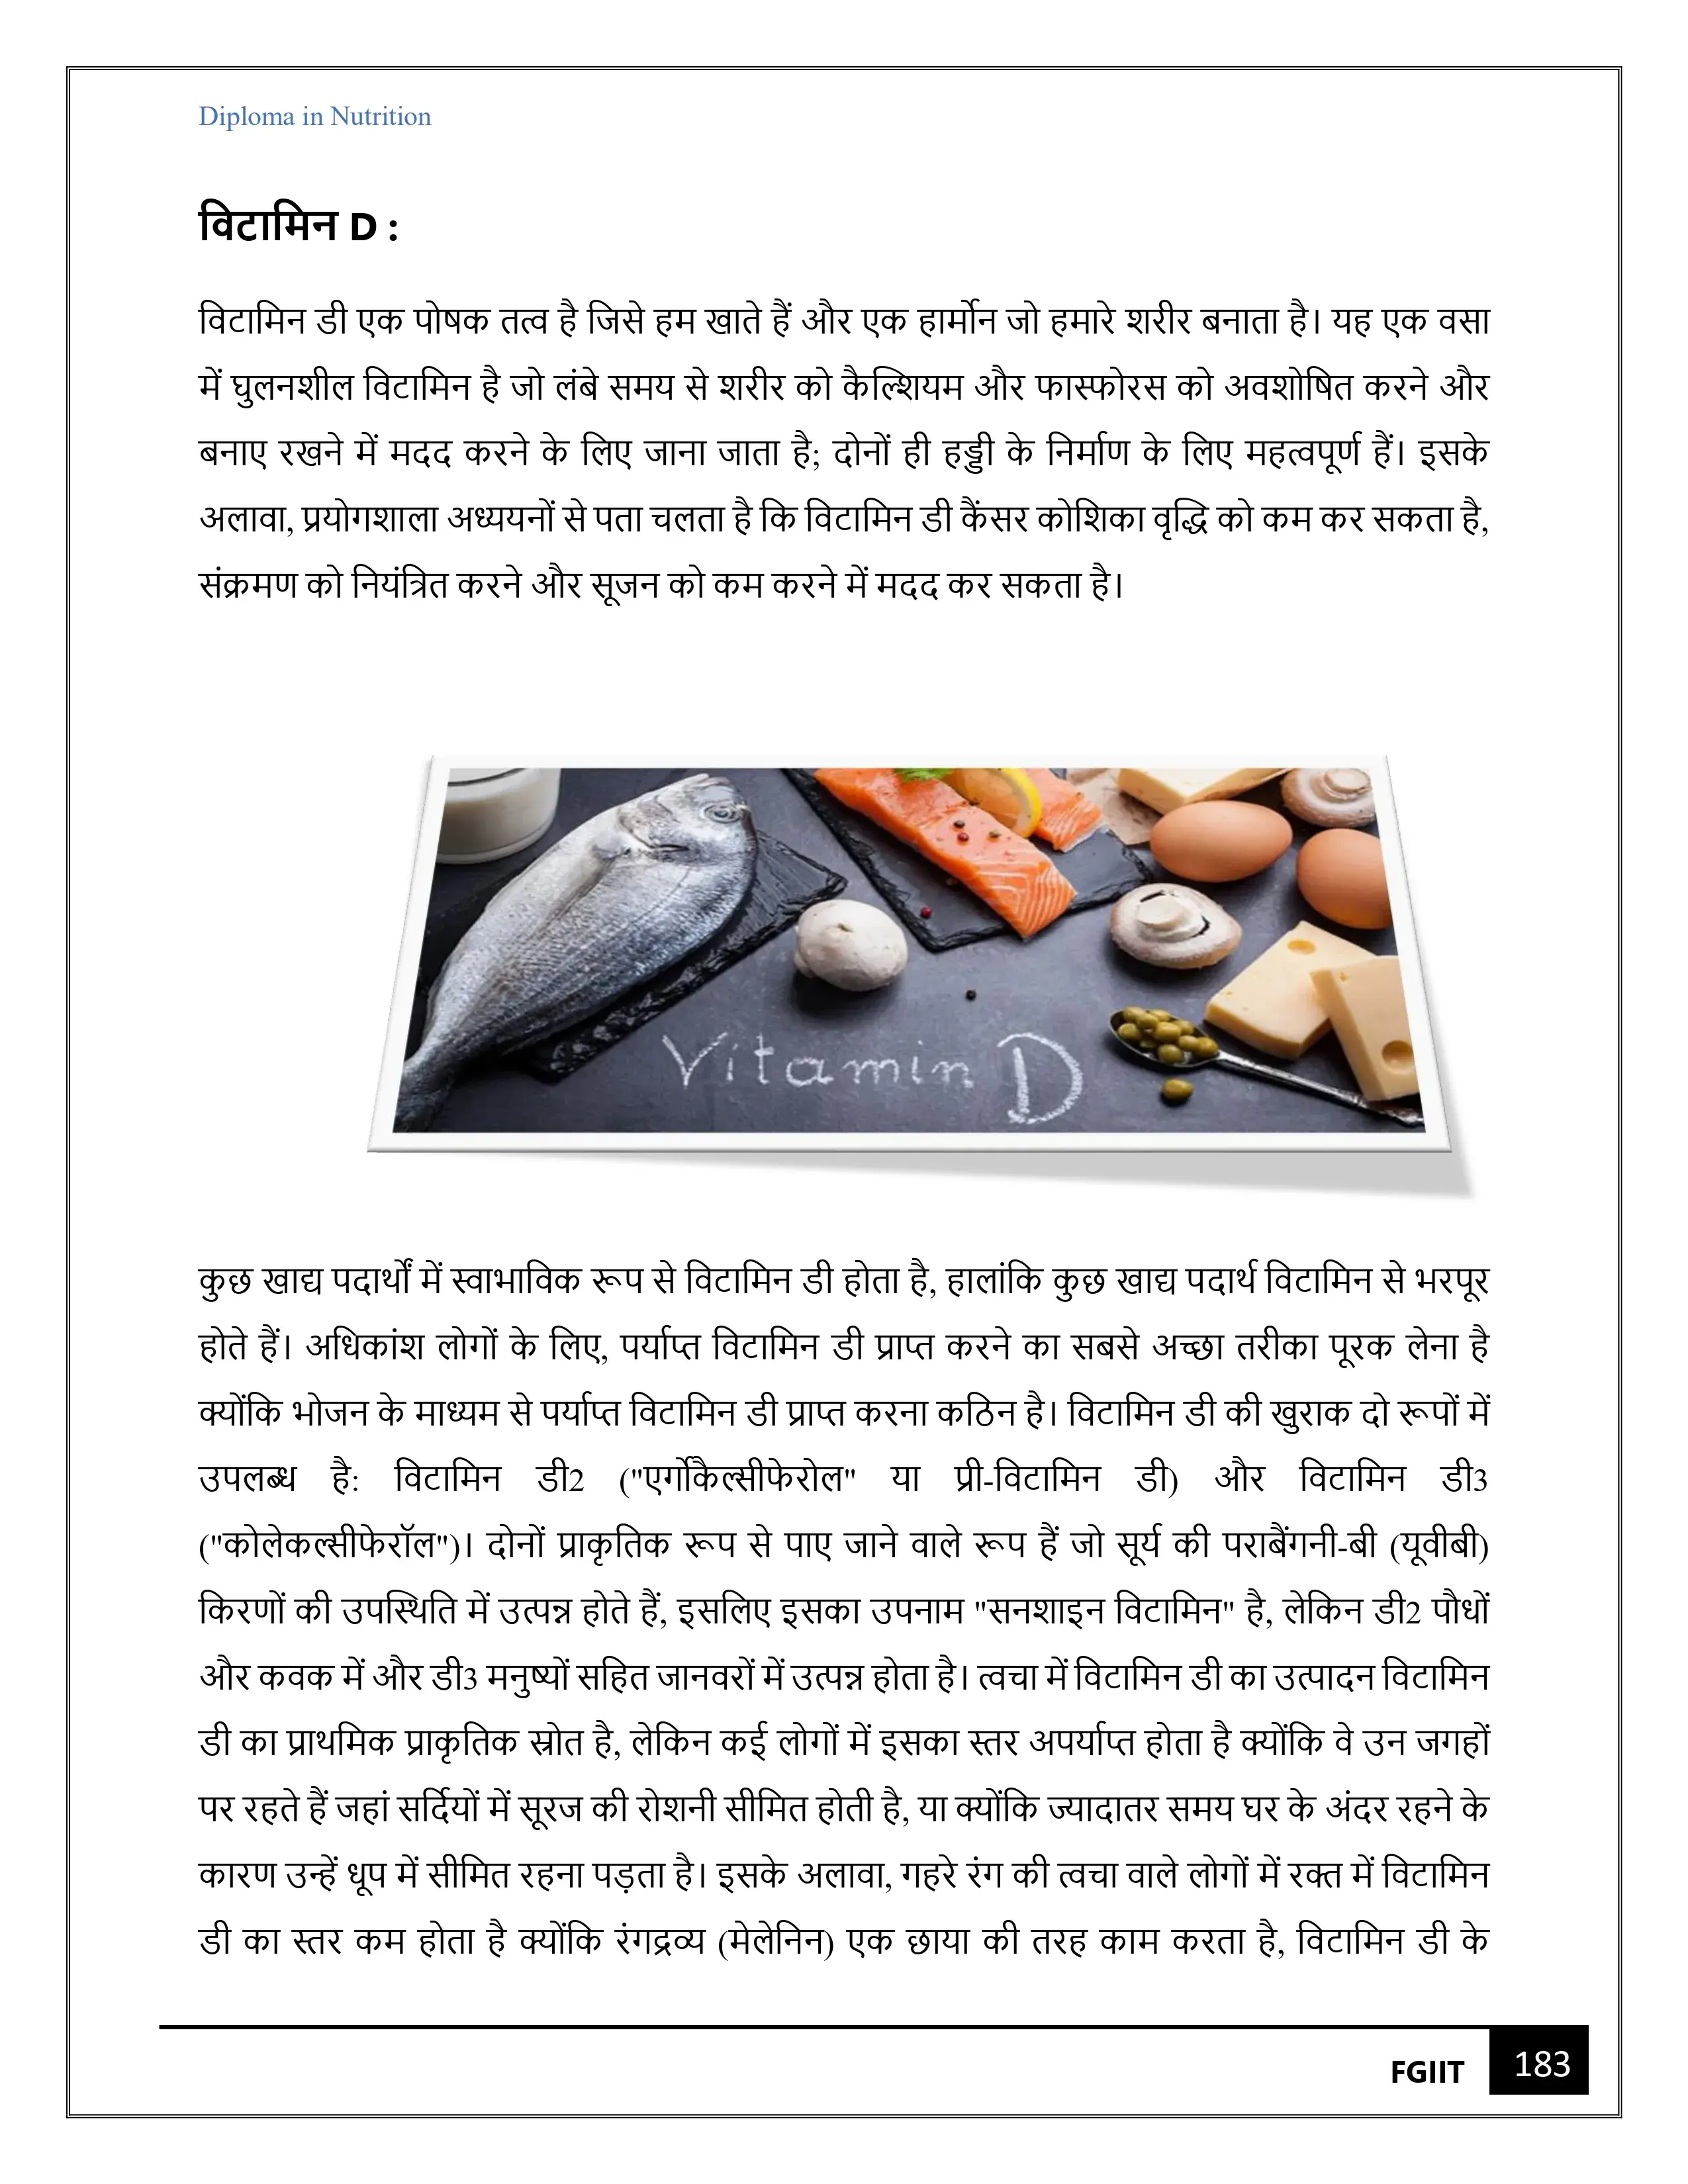 Diploma in Nutrition
विटामिन D :
विटामिन डी एक पोषक तत्व है जिसे हम खाते हैं और एक हार्मोन जो हमारे शरीर बनाता है। यह एक वसा
में घुलनशील विटामिन है जो लंबे समय से शरीर को कैल्शियम और फास्फोरस को अवशोषित करने और
बनाए रखने में मदद करने के लिए जाना जाता है; दोनों ही हड्डी के निर्माण के लिए महत्वपूर्ण हैं। इसके
अलावा, प्रयोगशाला अध्ययनों से पता चलता है कि विटामिन डी कैंसर कोशिका वृद्धि को कम कर सकता है,
संक्रमण को नियंत्रित करने और सूजन को कम करने में मदद कर सकता है।
Vitamin D
कुछ खाद्य पदार्थों में स्वाभाविक रूप से विटामिन डी होता है, हालांकि कुछ खाद्य पदार्थ विटामिन से भरपूर
होते हैं। अधिकांश लोगों के लिए, पर्याप्त विटामिन डी प्राप्त करने का सबसे अच्छा तरीका पूरक लेना है
क्योंकि भोजन के माध्यम से पर्याप्त विटामिन डी प्राप्त करना कठिन है। विटामिन डी की खुराक दो रूपों में
उपलब्ध है: विटामिन डी2 ("एर्गोकैल्सीफेरोल" या प्री-विटामिन डी) और विटामिन डी3
("कोलेकल्सीफेरॉल")। दोनों प्राकृतिक रूप से पाए जाने वाले रूप हैं जो सूर्य की पराबैंगनी-बी (यूवीबी)
किरणों की उपस्थिति में उत्पन्न होते हैं, इसलिए इसका उपनाम "सनशाइन विटामिन" है, लेकिन डी2 पौधों
और कवक में और डी3 मनुष्यों सहित जानवरों में उत्पन्न होता है। त्वचा में विटामिन डी का उत्पादन विटामिन
डी का प्राथमिक प्राकृतिक स्रोत है, लेकिन कई लोगों में इसका स्तर अपर्याप्त होता है क्योंकि वे उन जगहों
पर रहते हैं जहां सर्दियों में सूरज की रोशनी सीमित होती है, या क्योंकि ज्यादातर समय घर के अंदर रहने के
कारण उन्हें धूप में सीमित रहना पड़ता है। इसके अलावा, गहरे रंग की त्वचा वाले लोगों में रक्त में विटामिन
डी का स्तर कम होता है क्योंकि रंगद्रव्य (मेलेनिन) एक छाया की तरह काम करता है, विटामिन डी के
FGIIT 183